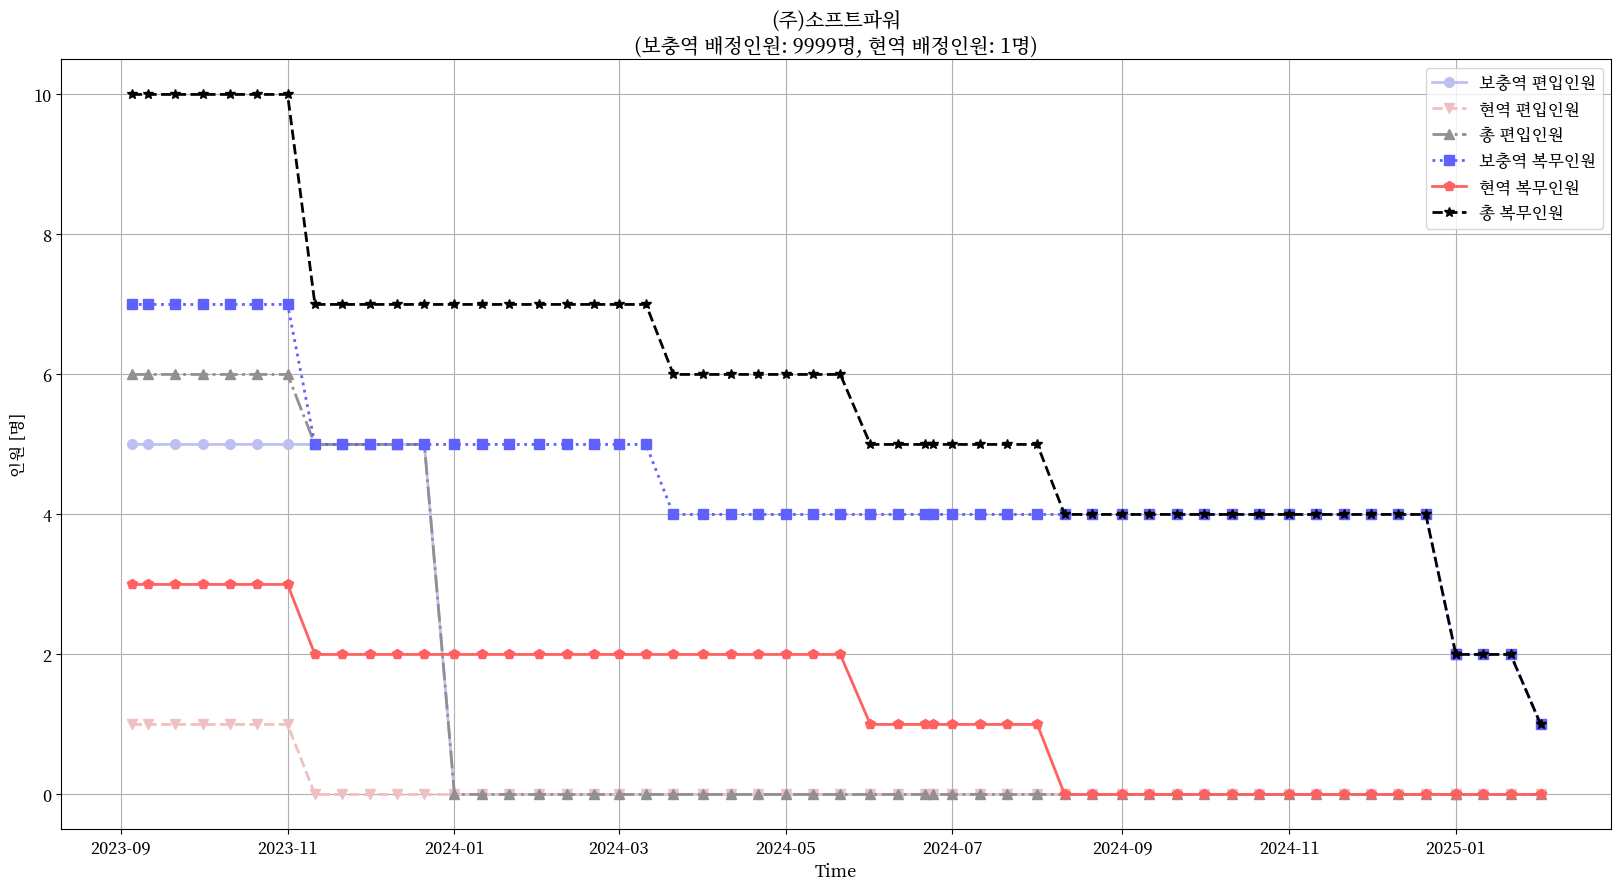 (주)소프트파워
(보충역 배정인원: 9999명, 현역 배정인원: 1명)
보충역 편입인원
현역 편입인원
총 편입인원
보충역 복무인원
현역 복무인원
총 복무인원
인원 [명]
10
8
6
4
2
0
2023-09
2023-11
2024-01
2024-03
2024-05
2024-07
2024-09
2024-11
2025-01
Time